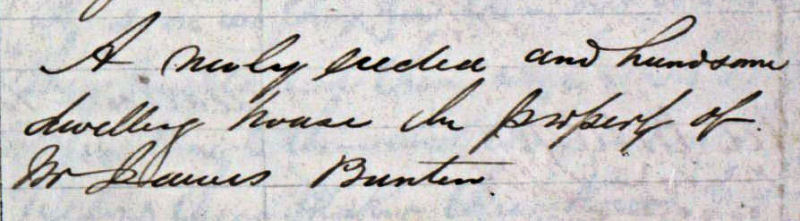 A newly erected and handsome
dwelling house the property of
Mr James Bunten